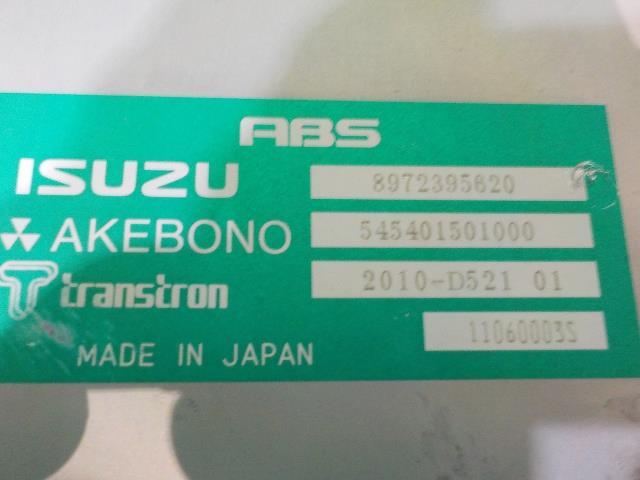 ABS
ISUZU 8972395620
AKEBONO 545401501000
transtron 2010-D521 01
11060003S
MADE IN JAPAN